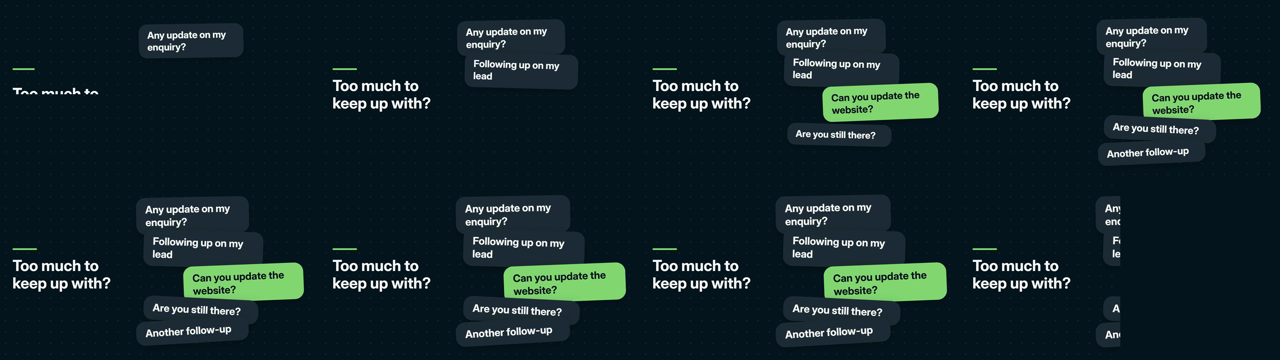 Any update on my
enquiry?
Too much to
Any update on my
enquiry?
Following up on my
lead
Too much to
keep up with?
Any update on my
enquiry?
Following up on my
lead
Can you update the
website?
Are you still there?
Too much to
keep up with?
Any update on my
enquiry?
Following up on my
lead
Can you update the
website?
Are you still there?
Another follow-up
Too much to
keep up with?
Any update on my
enquiry?
Following up on my
lead
Can you update the
website?
Are you still there?
Another follow-up
Too much to
keep up with?
Any update on my
enquiry?
Following up on my
lead
Can you update the
website?
Are you still there?
Another follow-up
Too much to
keep up with?
Any update on my
enquiry?
Following up on my
lead
Can you update the
website?
Are you still there?
Another follow-up
Too much to
keep up with?
Too much to
keep up with?